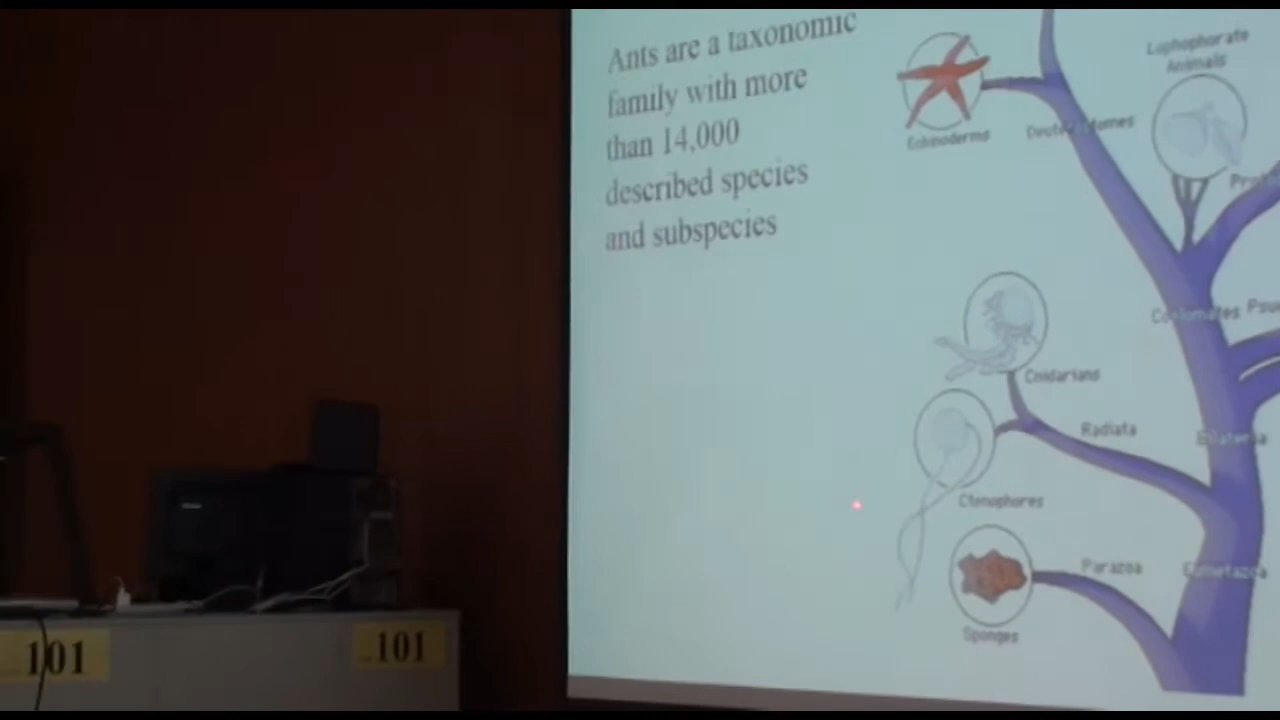 Ants are a taxonomic
family with more
than 14,000
described species
and subspecies
Echinoderms
Lophophorate
Animals
Cnidarians
Radiata
Ctenophores
Parazoa
Eumetazoa
Sponges
101
101